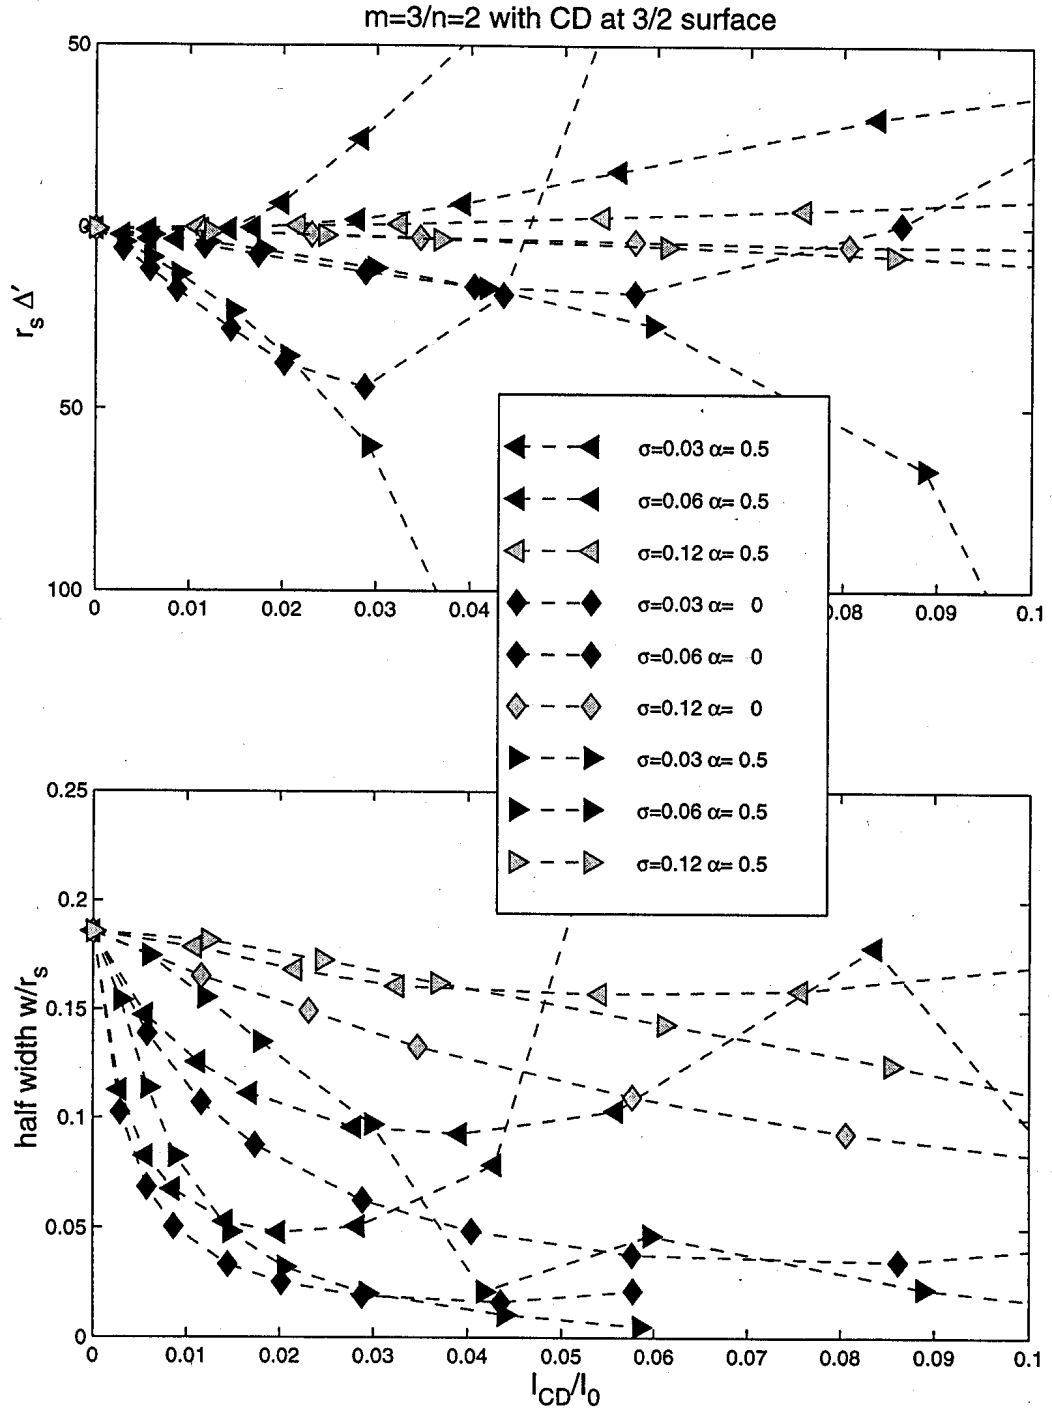 m=3/n=2 with CD at 3/2 surface
50
0
50
100
r_s Δ′
0 0.01 0.02 0.03 0.04 0.08 0.09 0.1
σ=0.03 α= 0.5
σ=0.06 α= 0.5
σ=0.12 α= 0.5
σ=0.03 α= 0
σ=0.06 α= 0
σ=0.12 α= 0
σ=0.03 α= 0.5
σ=0.06 α= 0.5
σ=0.12 α= 0.5
0.25
0.2
0.15
0.1
0.05
0
half width w/r_s
0 0.01 0.02 0.03 0.04 0.05 0.06 0.07 0.08 0.09 0.1
I_CD/I_0